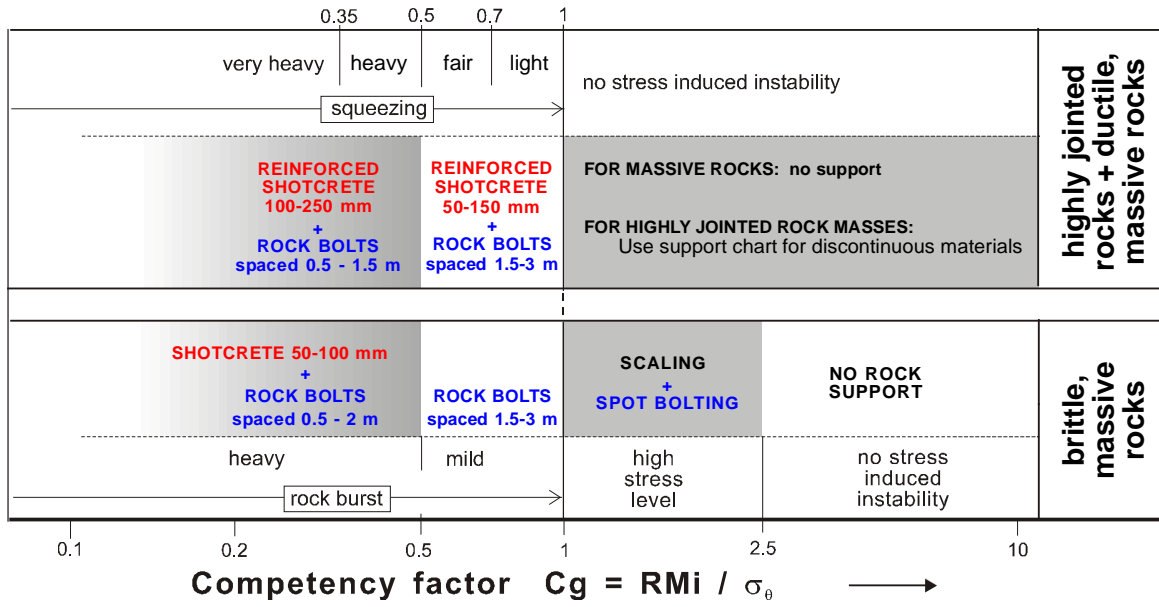 0.35 0.5 0.7 1
very heavy heavy fair light
no stress induced instability
squeezing
REINFORCED
SHOTCRETE
100-250 mm
+
ROCK BOLTS
spaced 0.5 - 1.5 m
REINFORCED
SHOTCRETE
50-150 mm
+
ROCK BOLTS
spaced 1.5-3 m
FOR MASSIVE ROCKS: no support
FOR HIGHLY JOINTED ROCK MASSES:
Use support chart for discontinuous materials
highly jointed
rocks + ductile,
massive rocks
SHOTCRETE 50-100 mm
+
ROCK BOLTS
spaced 0.5 - 2 m
ROCK BOLTS
spaced 1.5-3 m
SCALING
+
SPOT BOLTING
NO ROCK
SUPPORT
brittle,
massive
rocks
heavy mild
high
stress
level
no stress
induced
instability
rock burst
0.1 0.2 0.5 1 2.5 10
Competency factor Cg = RMi / σθ